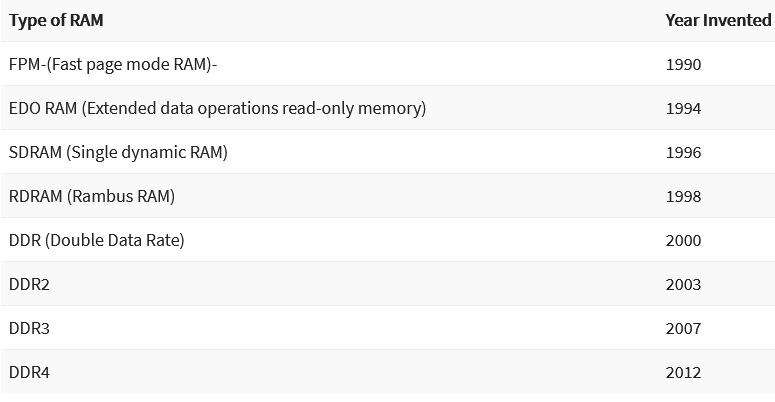 Type of RAM Year Invented
FPM-(Fast page mode RAM)- 1990
EDO RAM (Extended data operations read-only memory) 1994
SDRAM (Single dynamic RAM) 1996
RDRAM (Rambus RAM) 1998
DDR (Double Data Rate) 2000
DDR2 2003
DDR3 2007
DDR4 2012